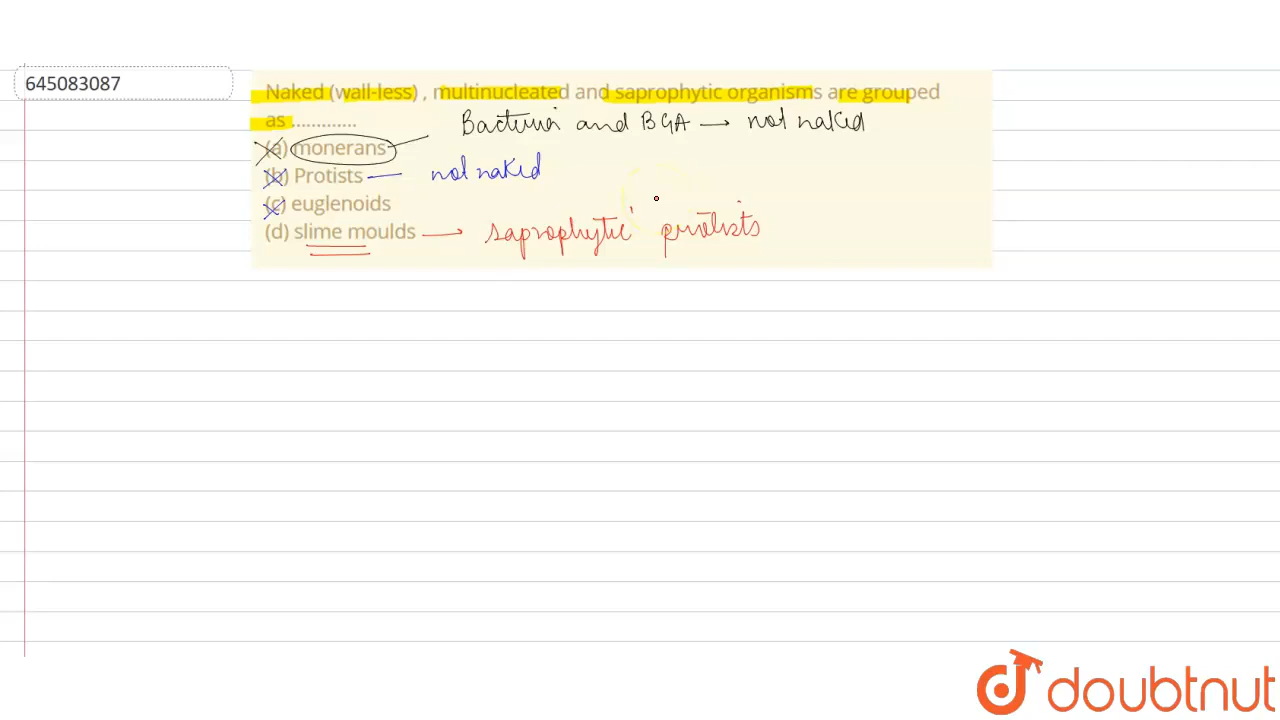 645083087
Naked (wall-less) , multinucleated and saprophytic organisms are grouped
as .............
Bacteria and BGA → not naked
(a) monerans
(b) Protists — not naked
(c) euglenoids
(d) slime moulds → saprophytic protists
doubtnut